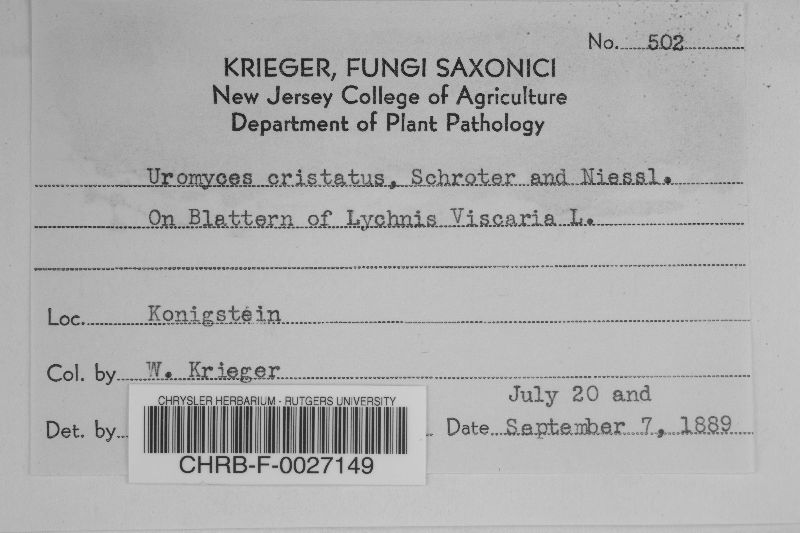 No. 502
KRIEGER, FUNGI SAXONICI
New Jersey College of Agriculture
Department of Plant Pathology
Uromyces cristatus, Schroter and Niessl.
On Blattern of Lychnis Viscaria L.
Loc. Konigstein
Col. by W. Krieger
July 20 and
Det. by Date September 7, 1889
CHRYSLER HERBARIUM - RUTGERS UNIVERSITY
CHRB-F-0027149